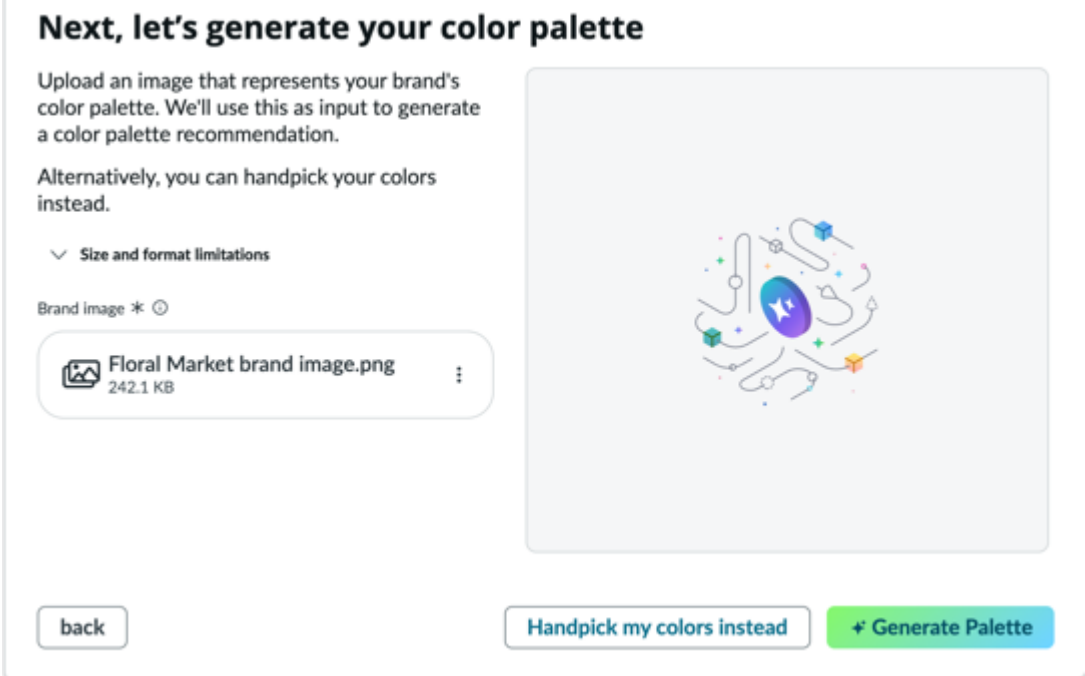 Next, let’s generate your color palette
Upload an image that represents your brand's
color palette. We'll use this as input to generate
a color palette recommendation.
Alternatively, you can handpick your colors
instead.
Size and format limitations
Brand image *
Floral Market brand image.png
242.1 KB
back
Handpick my colors instead
Generate Palette